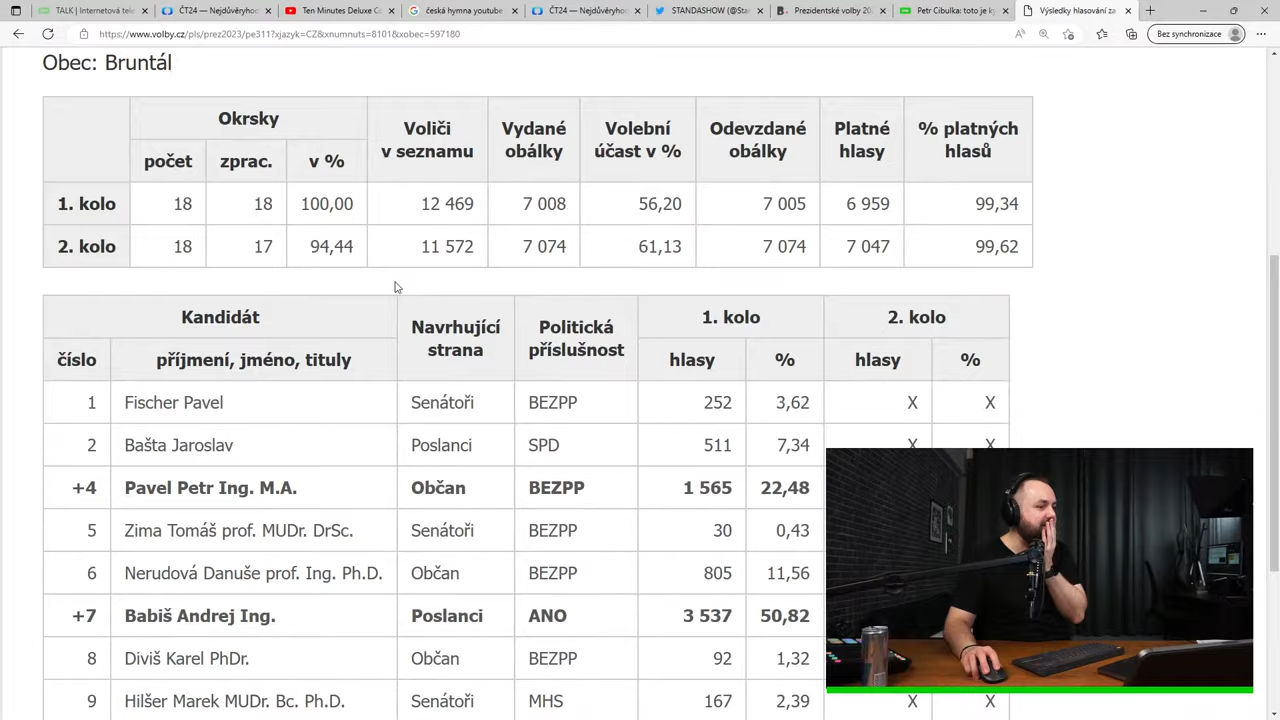 TALK | Internetová tele
ČT24 — Nejdůvěryhoc
Ten Minutes Deluxe Co
česká hymna youtube
ČT24 — Nejdůvěryhoc
STANDASHOW (@Sta
Prezidentské volby 20
Petr Cibulka: toto je k
Výsledky hlasování za
https://www.volby.cz/pls/prez2023/pe311?xjazyk=CZ&xnumnuts=8101&xobec=597180
Bez synchronizace
Obec: Bruntál
Okrsky Voliči v seznamu Vydané obálky Volební účast v % Odevzdané obálky Platné hlasy % platných hlasů
počet zprac. v %
1. kolo 18 18 100,00 12 469 7 008 56,20 7 005 6 959 99,34
2. kolo 18 17 94,44 11 572 7 074 61,13 7 074 7 047 99,62
Kandidát Navrhující strana Politická příslušnost 1. kolo 2. kolo
číslo příjmení, jméno, tituly hlasy % hlasy %
1 Fischer Pavel Senátoři BEZPP 252 3,62 X X
2 Bašta Jaroslav Poslanci SPD 511 7,34 X X
+4 Pavel Petr Ing. M.A. Občan BEZPP 1 565 22,48
5 Zima Tomáš prof. MUDr. DrSc. Senátoři BEZPP 30 0,43
6 Nerudová Danuše prof. Ing. Ph.D. Občan BEZPP 805 11,56
+7 Babiš Andrej Ing. Poslanci ANO 3 537 50,82
8 Diviš Karel PhDr. Občan BEZPP 92 1,32
9 Hilšer Marek MUDr. Bc. Ph.D. Senátoři MHS 167 2,39 X X